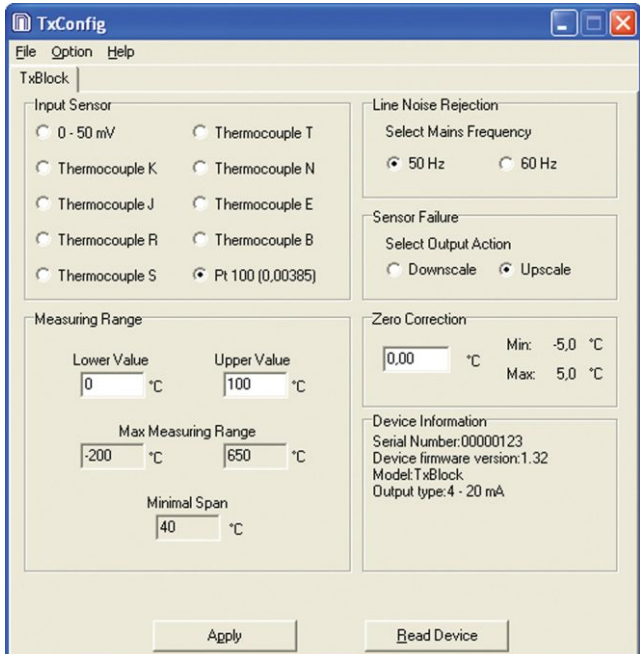 TxConfig
File Option Help
TxBlock
Input Sensor
0 - 50 mV
Thermocouple T
Thermocouple K
Thermocouple N
Thermocouple J
Thermocouple E
Thermocouple R
Thermocouple B
Thermocouple S
Pt 100 (0,00385)
Line Noise Rejection
Select Mains Frequency
50 Hz
60 Hz
Sensor Failure
Select Output Action
Downscale
Upscale
Measuring Range
Lower Value
Upper Value
0 °C
100 °C
Max Measuring Range
-200 °C
650 °C
Minimal Span
40 °C
Zero Correction
0,00 °C
Min: -5,0 °C
Max: 5,0 °C
Device Information
Serial Number:00000123
Device firmware version:1.32
Model:TxBlock
Output type:4 - 20 mA
Apply
Read Device